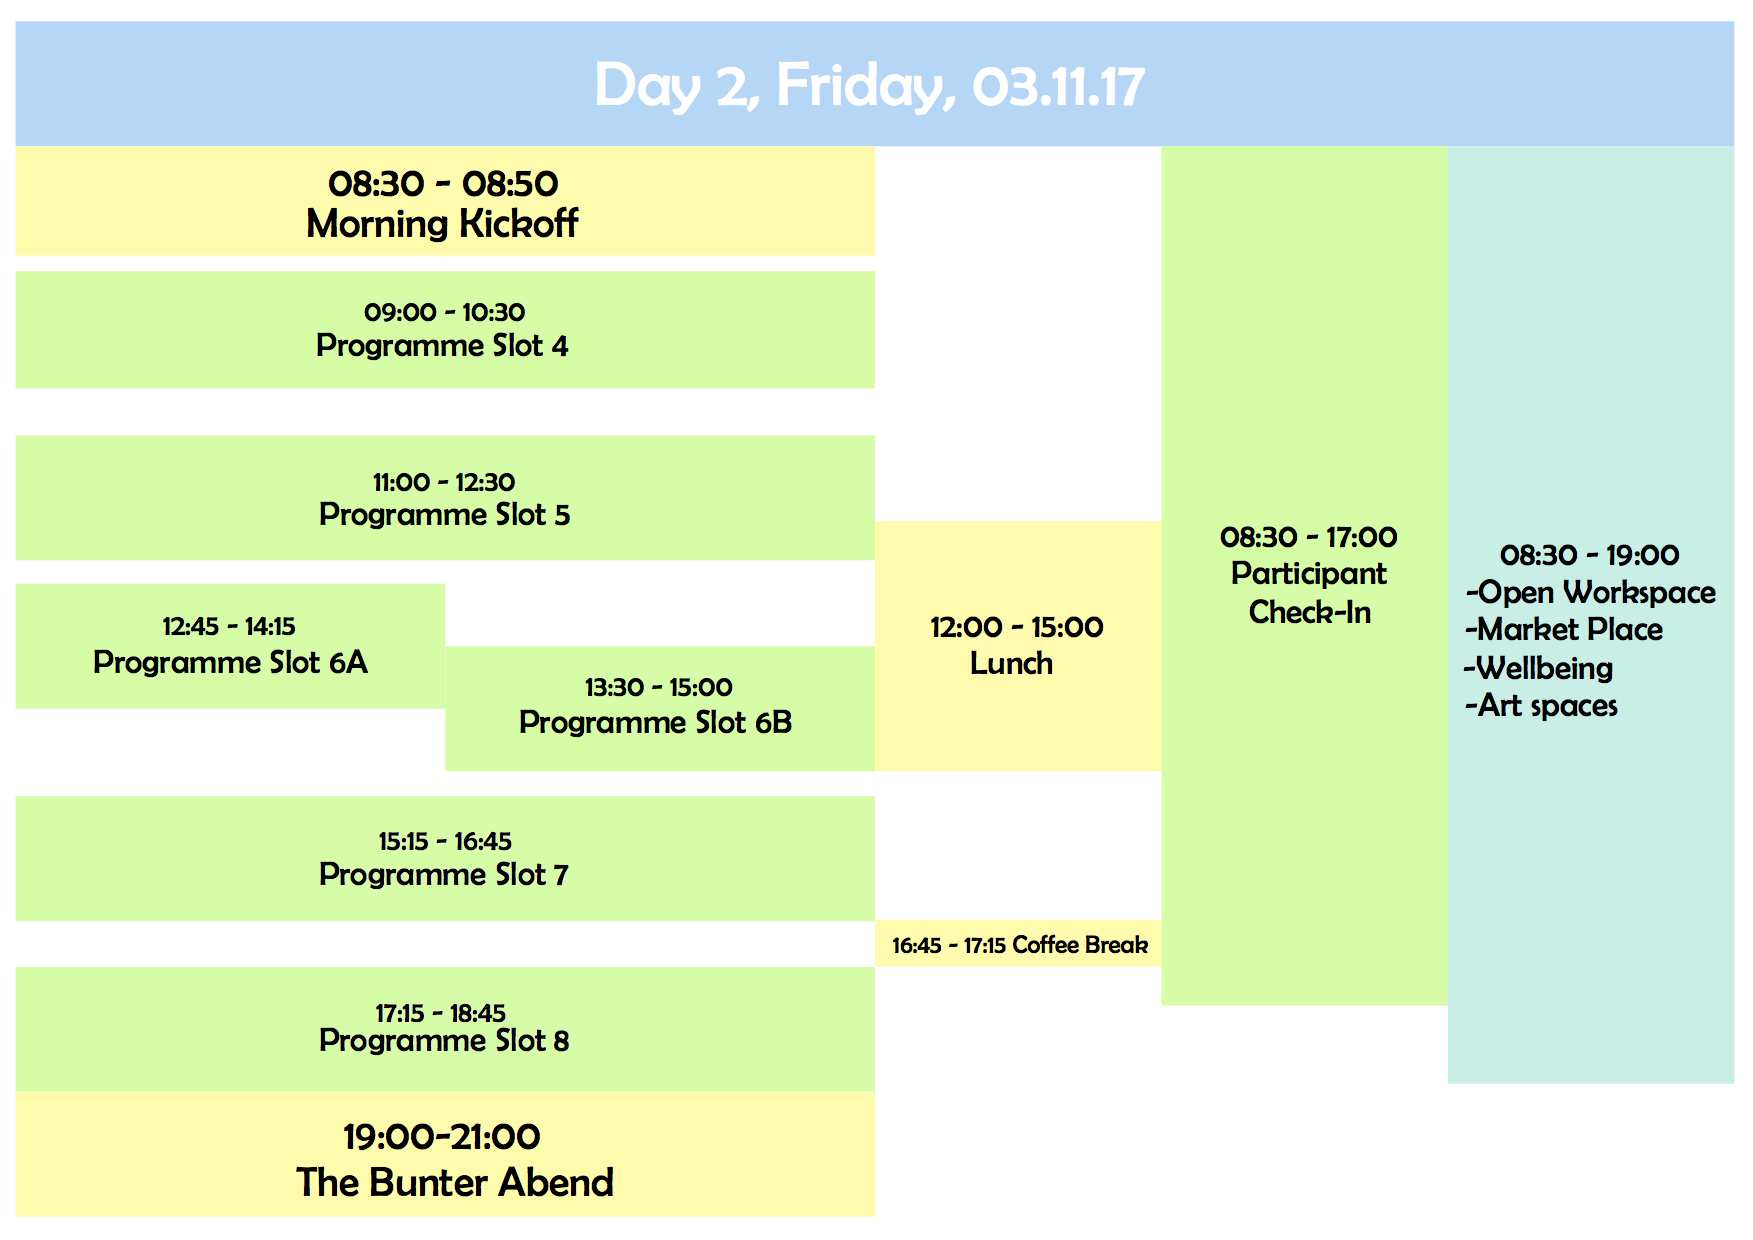 Day 2, Friday, 03.11.17
08:30 - 08:50
Morning Kickoff
09:00 - 10:30
Programme Slot 4
11:00 - 12:30
Programme Slot 5
12:45 - 14:15
Programme Slot 6A
13:30 - 15:00
Programme Slot 6B
12:00 - 15:00
Lunch
08:30 - 17:00
Participant
Check-In
08:30 - 19:00
-Open Workspace
-Market Place
-Wellbeing
-Art spaces
15:15 - 16:45
Programme Slot 7
16:45 - 17:15 Coffee Break
17:15 - 18:45
Programme Slot 8
19:00-21:00
The Bunter Abend